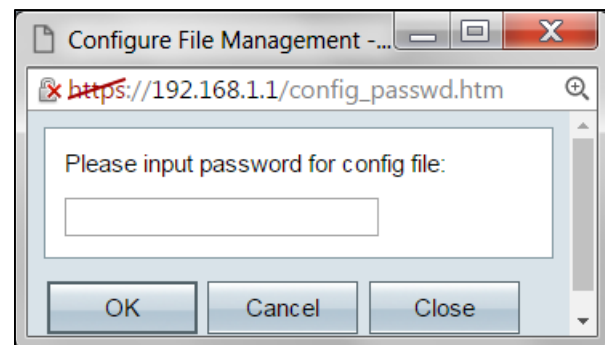 Configure File Management -...
https://192.168.1.1/config_passwd.htm
Please input password for config file:
OK Cancel Close